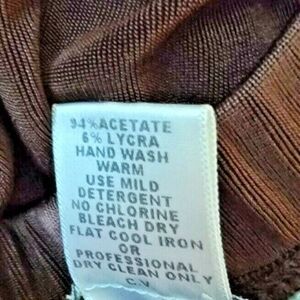 94%ACETATE
6% LYCRA
HAND WASH
WARM
USE MILD
DETERGENT
NO CHLORINE
BLEACH DRY
FLAT COOL IRON
OR
PROFESSIONAL
DRY CLEAN ONLY
C.V.